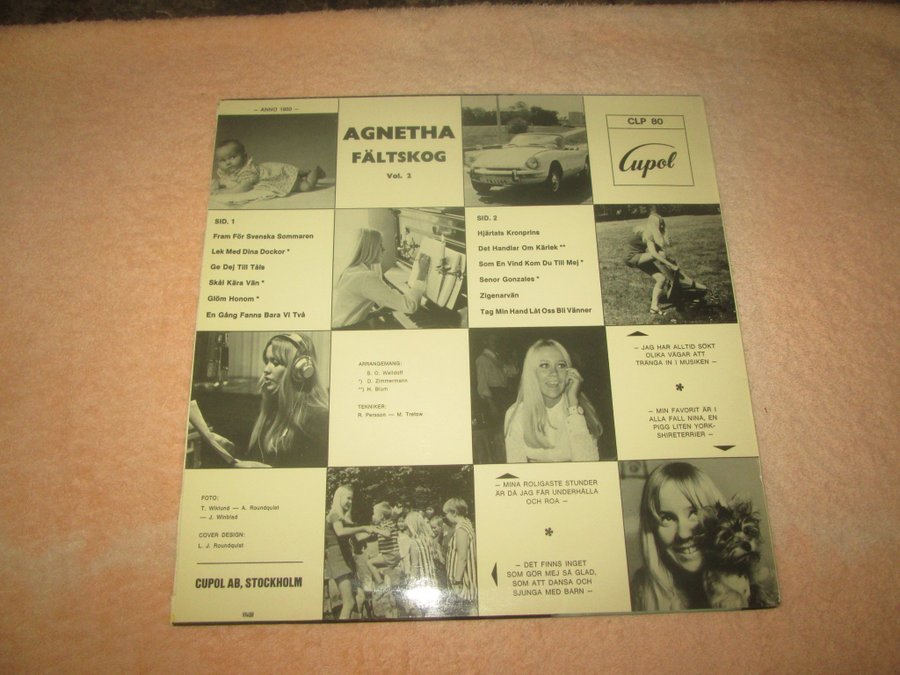 – ANNO 1950 –
AGNETHA
FÄLTSKOG
Vol. 2
CLP 80
Cupol
SID. 1
Fram För Svenska Sommaren
Lek Med Dina Dockor *
Ge Dej Till Tåls
Skål Kära Vän *
Glöm Honom *
En Gång Fanns Bara VI Två
SID. 2
Hjärtats Kronprins
Det Handlar Om Kärlek **
Som En Vind Kom Du Till Mej *
Senor Gonzales *
Zigenarvän
Tag Min Hand Låt Oss Bli Vänner
ARRANGEMANG:
S. O. Walldoff
*) D. Zimmermann
**) H. Blum
TEKNIKER:
R. Persson — M. Tretow
– JAG HAR ALLTID SÖKT
OLIKA VÄGAR ATT
TRÄNGA IN I MUSIKEN –
*
– MIN FAVORIT ÄR I
ALLA FALL NINA, EN
PIGG LITEN YORK-
SHIRETERRIER –
FOTO:
T. Wiklund — A. Roundquist
— J. Winblad
COVER DESIGN:
L. J. Roundquist
CUPOL AB, STOCKHOLM
– MINA ROLIGASTE STUNDER
ÄR DÅ JAG FÅR UNDERHÅLLA
OCH ROA –
*
– DET FINNS INGET
SOM GÖR MEJ SÅ GLAD,
SOM ATT DANSA OCH
SJUNGA MED BARN –